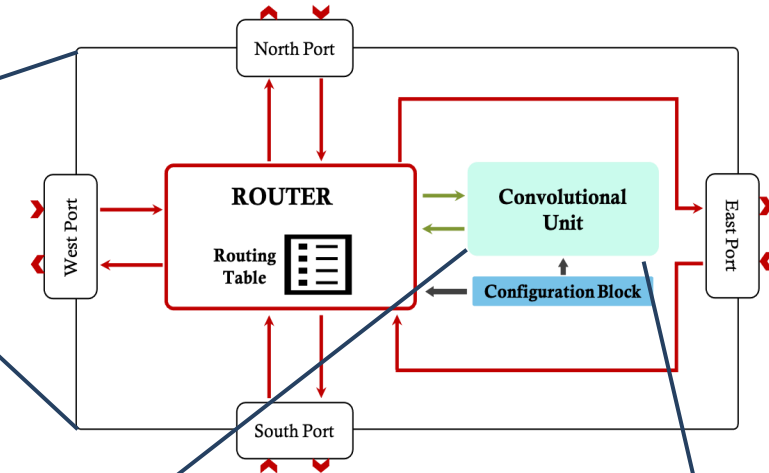 North Port
West Port
ROUTER
Routing
Table
Convolutional
Unit
Configuration Block
East Port
South Port